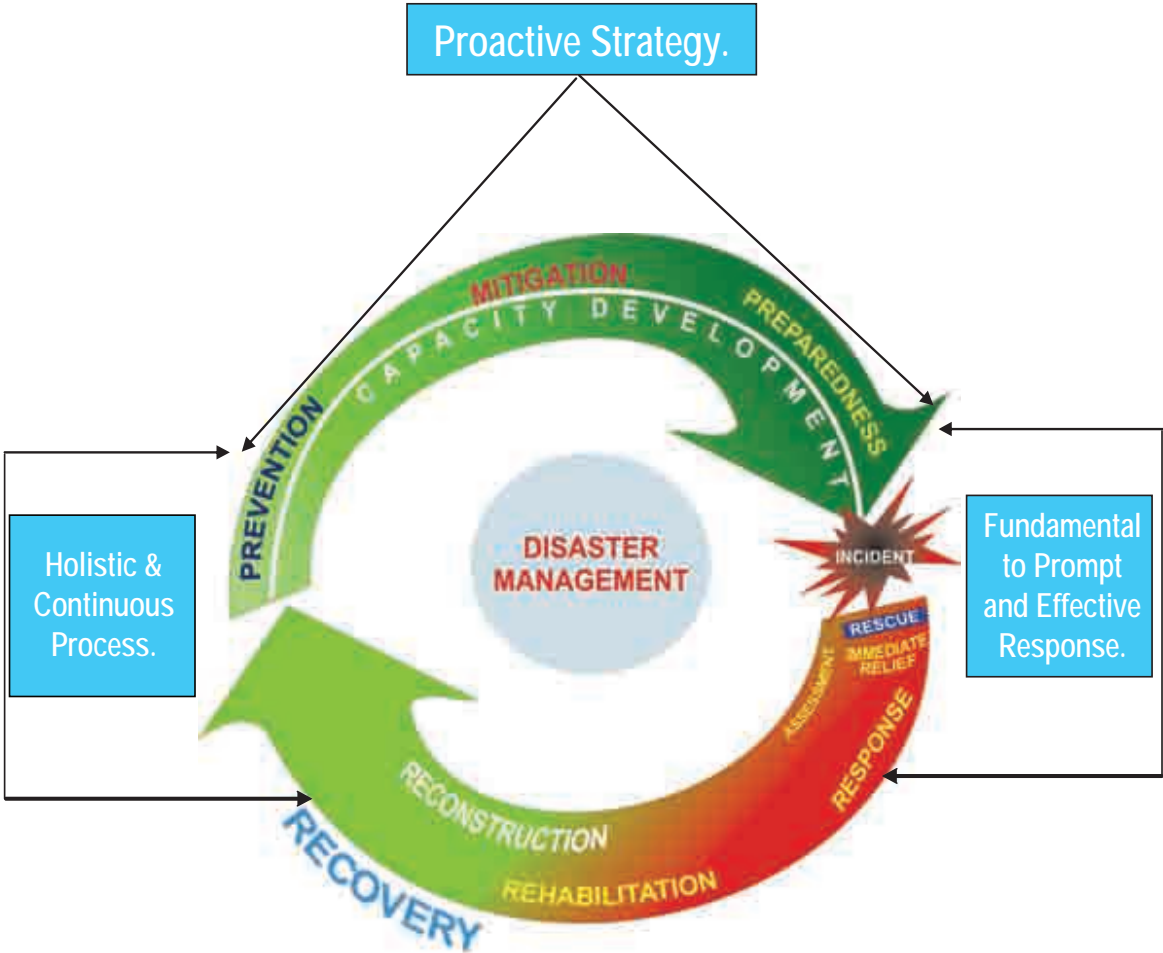 Proactive Strategy.
MITIGATION
CAPACITY DEVELOPMENT
PREPAREDNESS
PREVENTION
Holistic &
Continuous
Process.
DISASTER
MANAGEMENT
INCIDENT
Fundamental
to Prompt
and Effective
Response.
RESCUE
IMMEDIATE
RELIEF
ASSESSMENT
RESPONSE
RECONSTRUCTION
REHABILITATION
RECOVERY